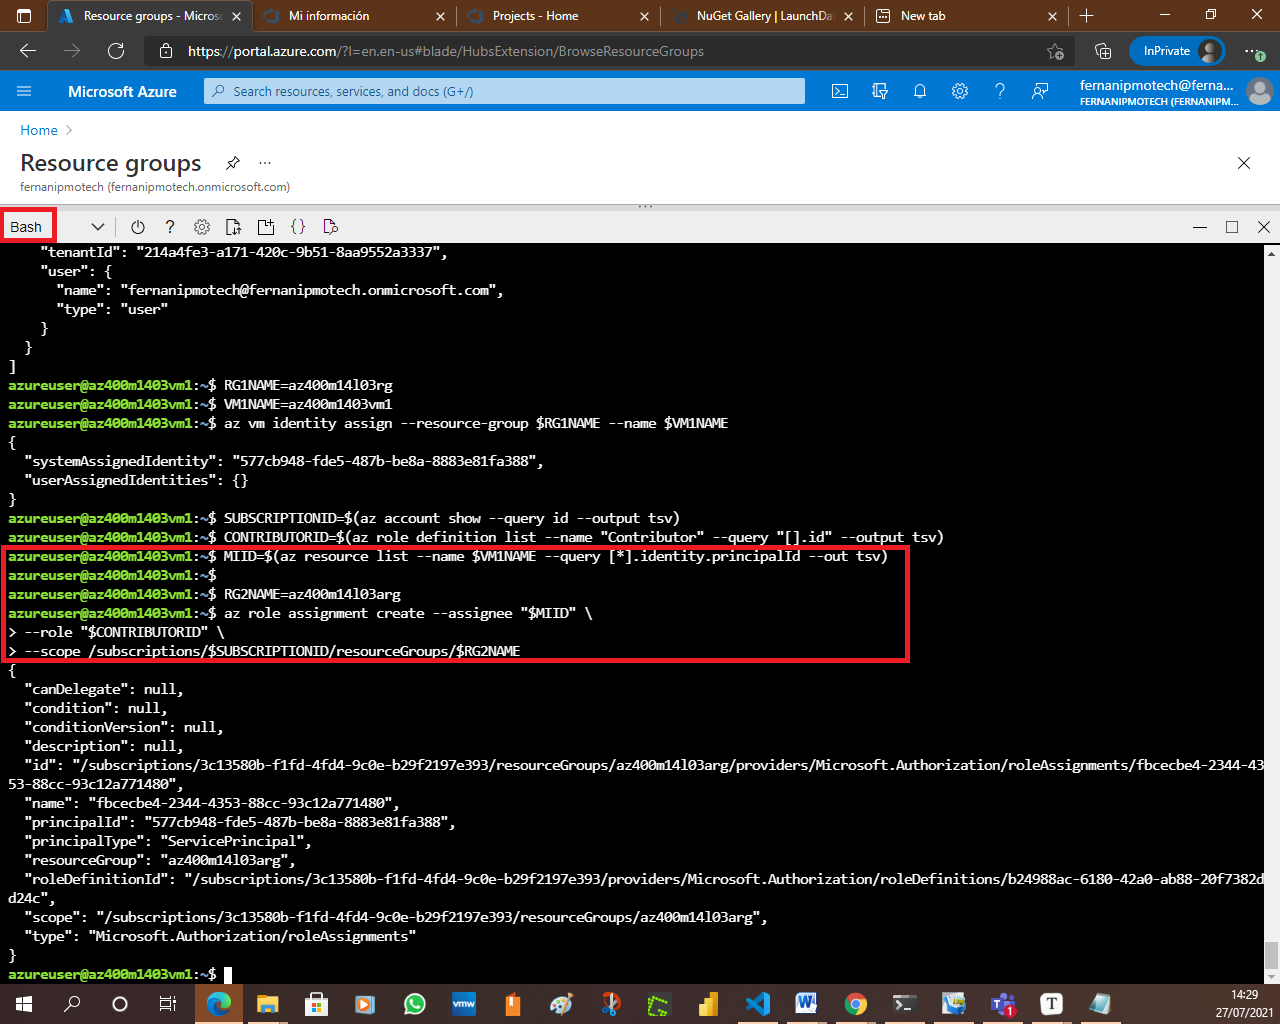 Resource groups - Micros
Mi información
Projects - Home
NuGet Gallery | LaunchDa
New tab
https://portal.azure.com/?l=en.en-us#blade/HubsExtension/BrowseResourceGroups
InPrivate
Microsoft Azure
Search resources, services, and docs (G+/)
fernanipmotech@ferna...
FERNANIPMOTECH (FERNANIPM...
Home
Resource groups
fernanipmotech (fernanipmotech.onmicrosoft.com)
Bash
"tenantId": "214a4fe3-a171-420c-9b51-8aa9552a3337",
"user": {
"name": "fernanipmotech@fernanipmotech.onmicrosoft.com",
"type": "user"
}
}
]
azureuser@az400m1403vm1:~$ RG1NAME=az400m14l03rg
azureuser@az400m1403vm1:~$ VM1NAME=az400m1403vm1
azureuser@az400m1403vm1:~$ az vm identity assign --resource-group $RG1NAME --name $VM1NAME
{
"systemAssignedIdentity": "577cb948-fde5-487b-be8a-8883e81fa388",
"userAssignedIdentities": {}
}
azureuser@az400m1403vm1:~$ SUBSCRIPTIONID=$(az account show --query id --output tsv)
azureuser@az400m1403vm1:~$ CONTRIBUTORID=$(az role definition list --name "Contributor" --query "[].id" --output tsv)
azureuser@az400m1403vm1:~$ MIID=$(az resource list --name $VM1NAME --query [*].identity.principalId --out tsv)
azureuser@az400m1403vm1:~$
azureuser@az400m1403vm1:~$ RG2NAME=az400m14l03arg
azureuser@az400m1403vm1:~$ az role assignment create --assignee "$MIID" \
> --role "$CONTRIBUTORID" \
> --scope /subscriptions/$SUBSCRIPTIONID/resourceGroups/$RG2NAME
{
"canDelegate": null,
"condition": null,
"conditionVersion": null,
"description": null,
"id": "/subscriptions/3c13580b-f1fd-4fd4-9c0e-b29f2197e393/resourceGroups/az400m14l03arg/providers/Microsoft.Authorization/roleAssignments/fbcecbe4-2344-43
53-88cc-93c12a771480",
"name": "fbcecbe4-2344-4353-88cc-93c12a771480",
"principalId": "577cb948-fde5-487b-be8a-8883e81fa388",
"principalType": "ServicePrincipal",
"resourceGroup": "az400m14l03arg",
"roleDefinitionId": "/subscriptions/3c13580b-f1fd-4fd4-9c0e-b29f2197e393/providers/Microsoft.Authorization/roleDefinitions/b24988ac-6180-42a0-ab88-20f7382d
d24c",
"scope": "/subscriptions/3c13580b-f1fd-4fd4-9c0e-b29f2197e393/resourceGroups/az400m14l03arg",
"type": "Microsoft.Authorization/roleAssignments"
}
azureuser@az400m1403vm1:~$
14:29
27/07/2021